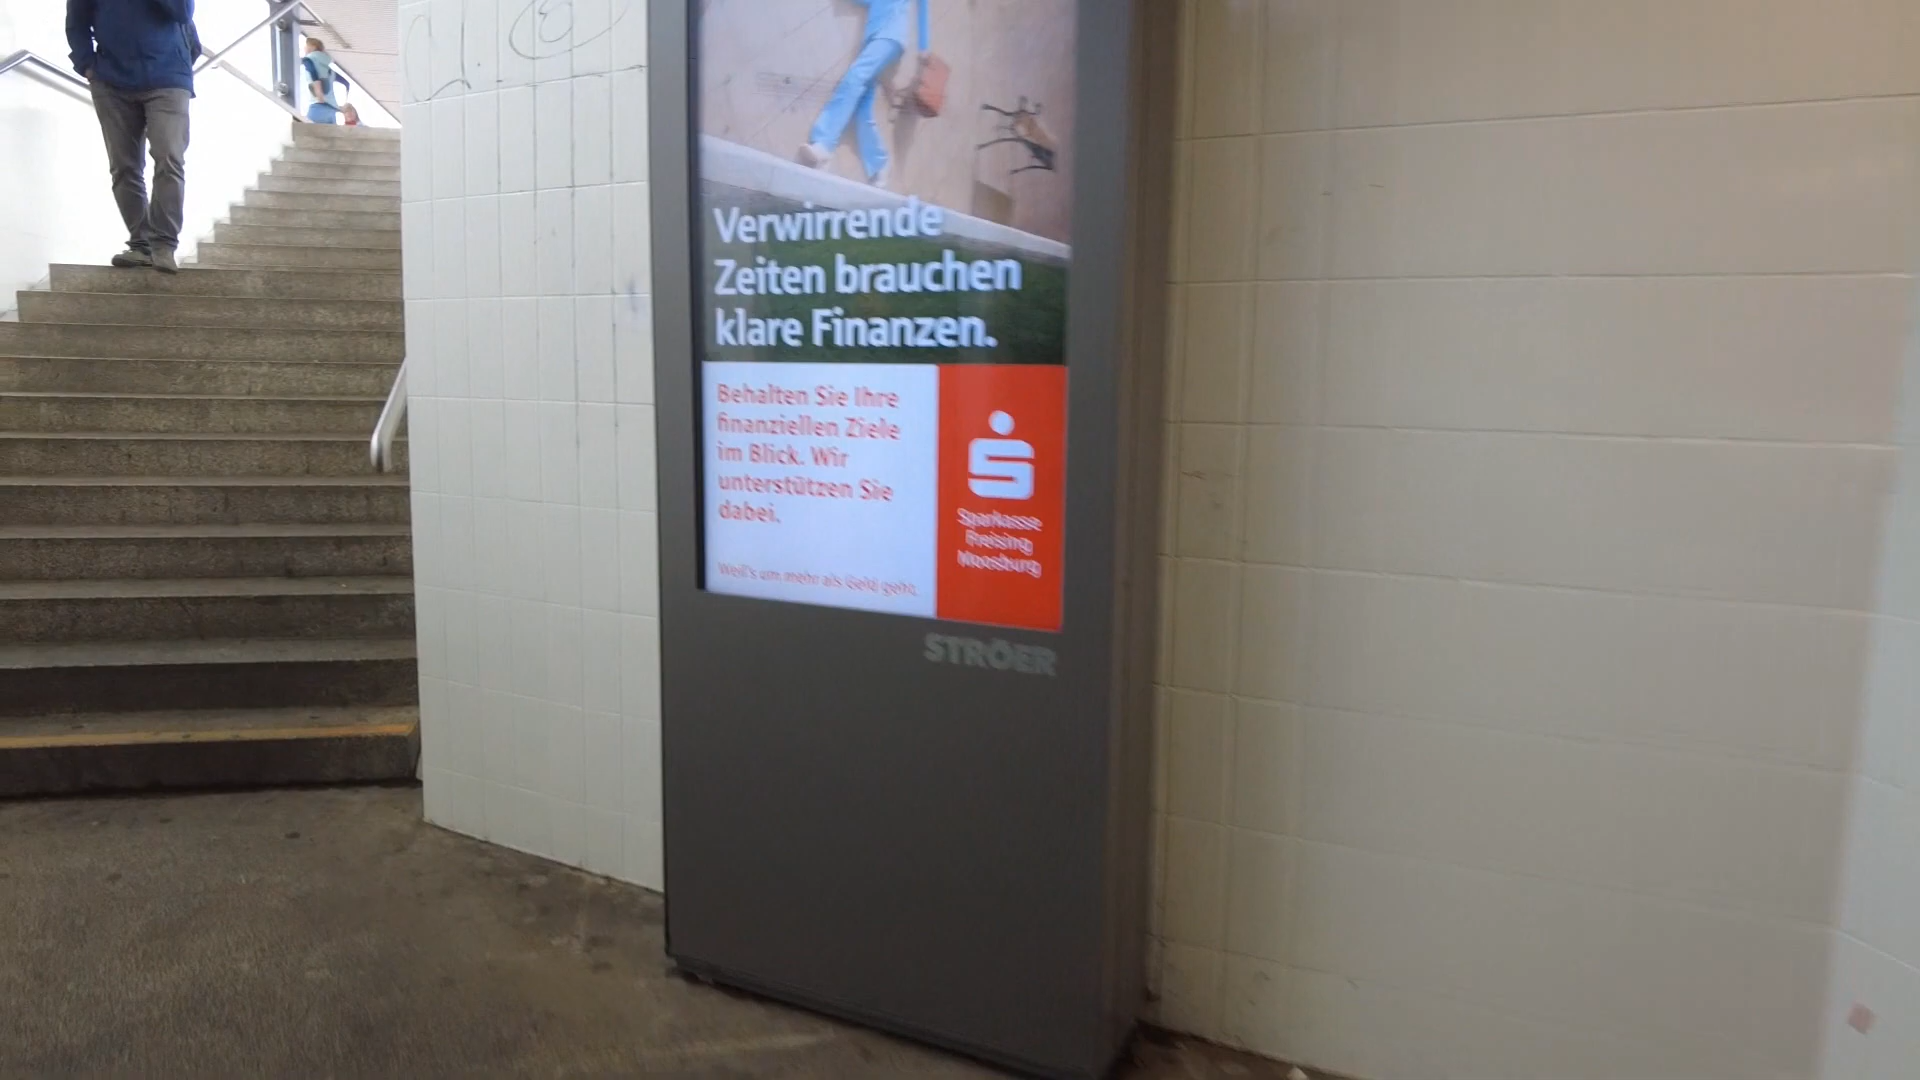 Verwirrende
Zeiten brauchen
klare Finanzen.
Behalten Sie Ihre
finanziellen Ziele
im Blick. Wir
unterstützen Sie
dabei.
Weil's um mehr als Geld geht.
Sparkasse
Freising
Moosburg
STRÖER